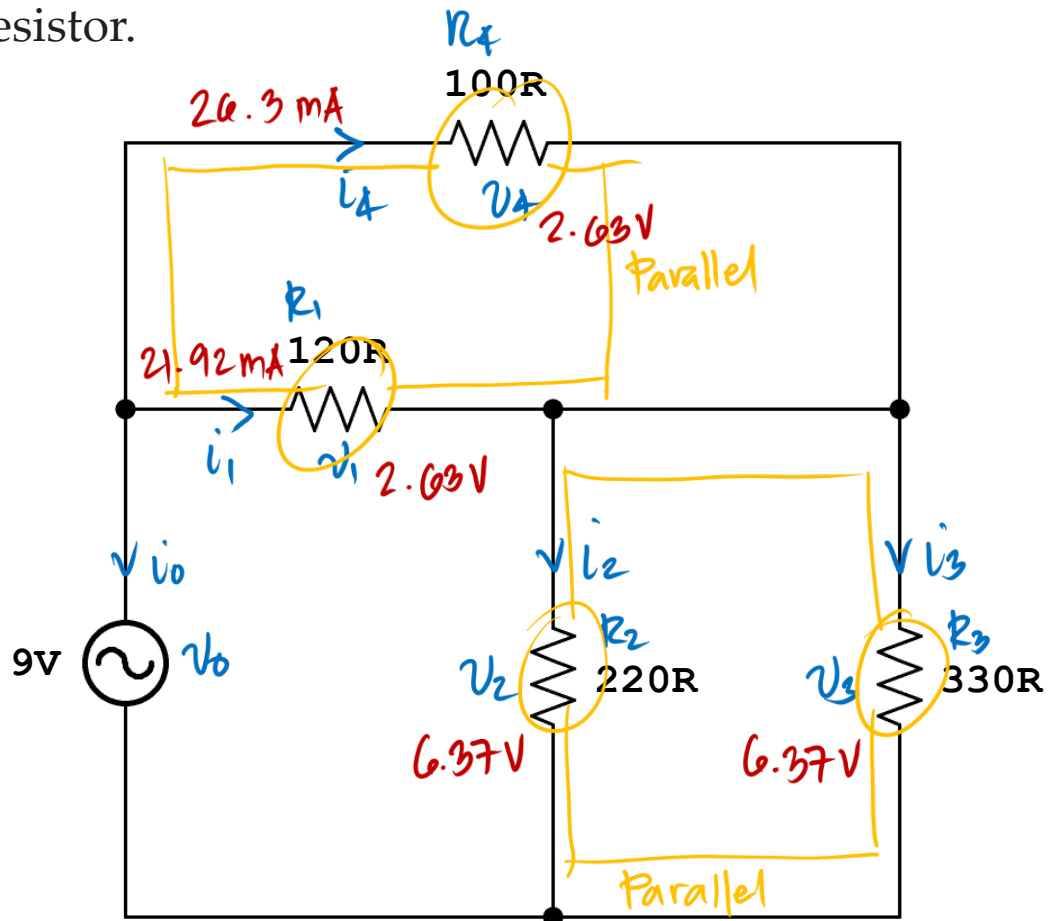 esistor.
R4
100R
26.3 mA
i4
v4
2.63V
Parallel
R1
120R
21.92mA
i1
v1
2.63V
i0
i2
i3
9V
v0
R2
220R
v2
6.37V
R3
330R
v3
6.37V
Parallel